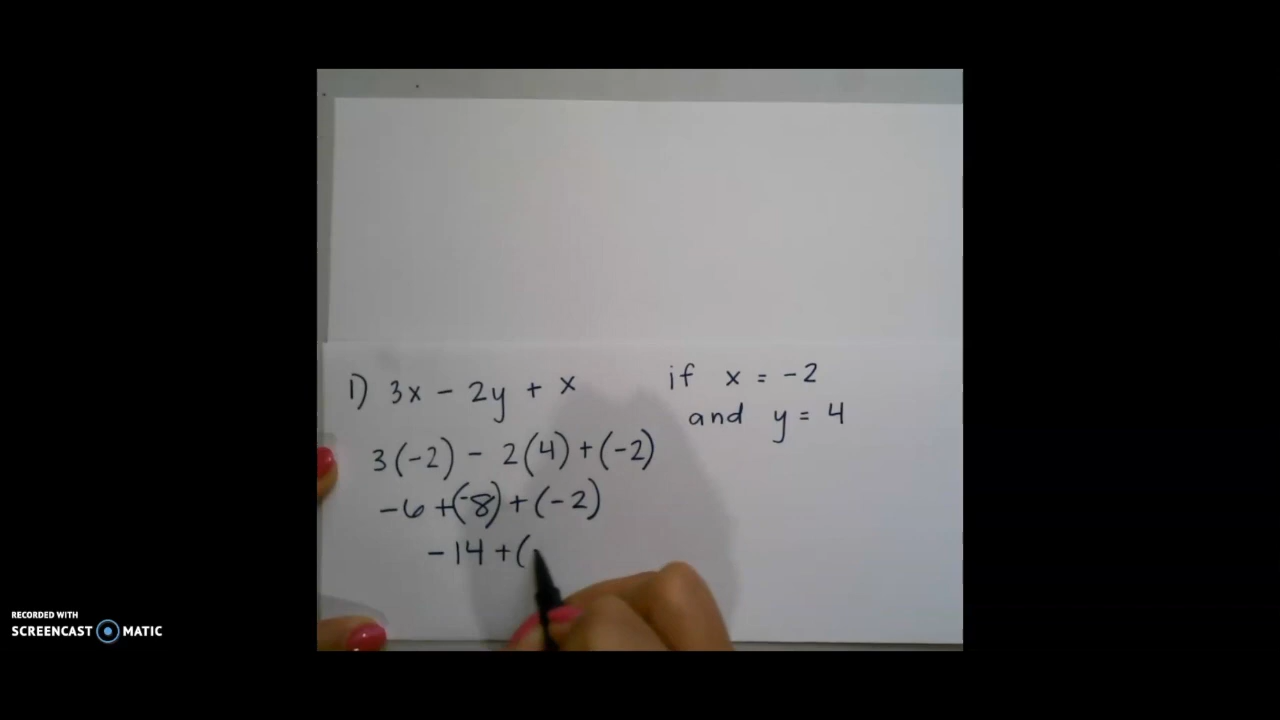 1) 3x - 2y + x if x = -2
and y = 4
3(-2) - 2(4) + (-2)
-6 + (-8) + (-2)
-14 + (
RECORDED WITH
SCREENCAST MATIC